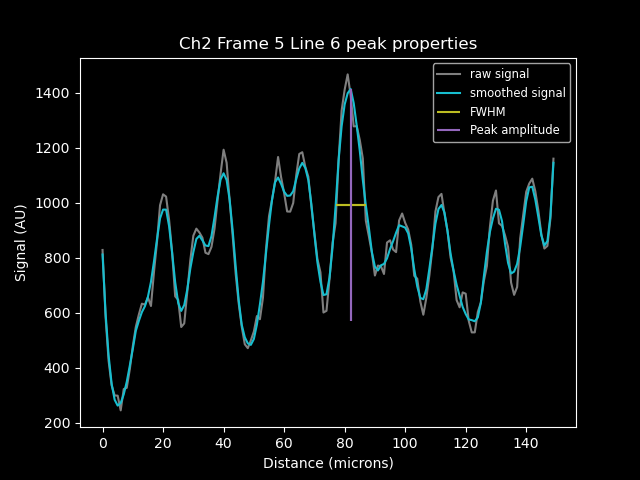 Ch2 Frame 5 Line 6 peak properties
raw signal
smoothed signal
FWHM
Peak amplitude
Signal (AU)
1400
1200
1000
800
600
400
200
0 20 40 60 80 100 120 140
Distance (microns)